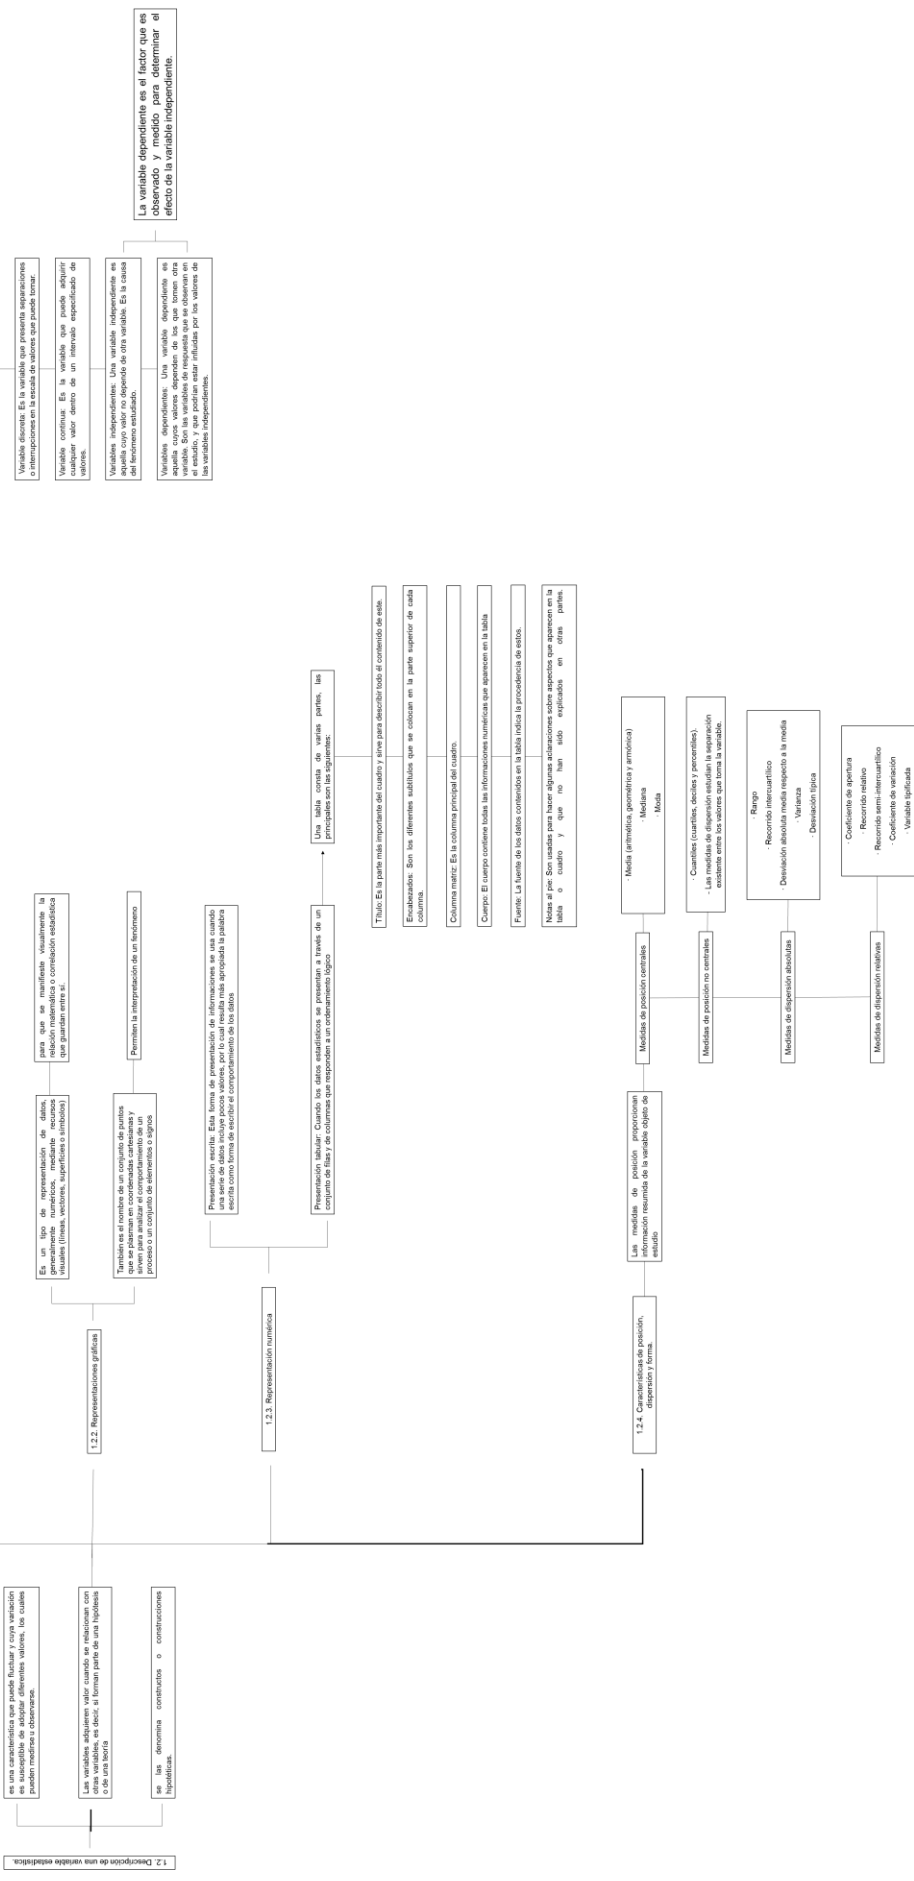 1.2. Descripción de una variable estadística.
es una característica que puede fluctuar y cuya variación
es susceptible de adoptar diferentes valores, los cuales
pueden medirse u observarse.
Las variables adquieren valor cuando se relacionan con
otras variables, es decir, si forman parte de una hipótesis
o de una teoría
se las denomina constructos o construcciones
hipotéticas.
Variable discreta: Es la variable que presenta separaciones
o interrupciones en la escala de valores que puede tomar.
Variable continua: Es la variable que puede adquirir
cualquier valor dentro de un intervalo especificado de
valores.
Variables independientes: Una variable independiente es
aquella cuyo valor no depende de otra variable. Es la causa
del fenómeno estudiado.
Variables dependientes: Una variable dependiente es
aquella cuyos valores dependen de los que tomen otra
variable. Son las variables de respuesta que se observan en
el estudio, y que podrían estar influidas por los valores de
las variables independientes.
La variable dependiente es el factor que es
observado y medido para determinar el
efecto de la variable independiente.
1.2.2. Representaciones gráficas
Es un tipo de representación de datos,
generalmente numéricos, mediante recursos
visuales (líneas, vectores, superficies o símbolos)
para que se manifieste visualmente la
relación matemática o correlación estadística
que guardan entre sí.
También es el nombre de un conjunto de puntos
que se plasman en coordenadas cartesianas y
sirven para analizar el comportamiento de un
proceso o un conjunto de elementos o signos
Permiten la interpretación de un fenómeno
1.2.3. Representación numérica
Presentación escrita: Esta forma de presentación de informaciones se usa cuando
una serie de datos incluye pocos valores, por lo cual resulta más apropiada la palabra
escrita como forma de escribir el comportamiento de los datos
Presentación tabular: Cuando los datos estadísticos se presentan a través de un
conjunto de filas y de columnas que responden a un ordenamiento lógico
Una tabla consta de varias partes, las
principales son las siguientes:
Título: Es la parte más importante del cuadro y sirve para describir todo él contenido de este.
Encabezados: Son los diferentes subtítulos que se colocan en la parte superior de cada
columna.
Columna matriz: Es la columna principal del cuadro.
Cuerpo: El cuerpo contiene todas las informaciones numéricas que aparecen en la tabla
Fuente: La fuente de los datos contenidos en la tabla indica la procedencia de estos.
Notas al pie: Son usadas para hacer algunas aclaraciones sobre aspectos que aparecen en la
tabla o cuadro y que no han sido explicados en otras partes.
1.2.4. Características de posición,
dispersión y forma.
Las medidas de posición proporcionan
información resumida de la variable objeto de
estudio
Medidas de posición centrales
· Media (aritmética, geométrica y armónica)
· Mediana
· Moda
Medidas de posición no centrales
· Cuantiles (cuartiles, deciles y percentiles).
· Las medidas de dispersión estudian la separación
existente entre los valores que toma la variable.
Medidas de dispersión absolutas
· Rango
· Recorrido intercuartílico
· Desviación absoluta media respecto a la media
· Varianza
· Desviación típica
Medidas de dispersión relativas
· Coeficiente de apertura
· Recorrido relativo
· Recorrido semi-intercuartílico
· Coeficiente de variación
· Variable tipificada